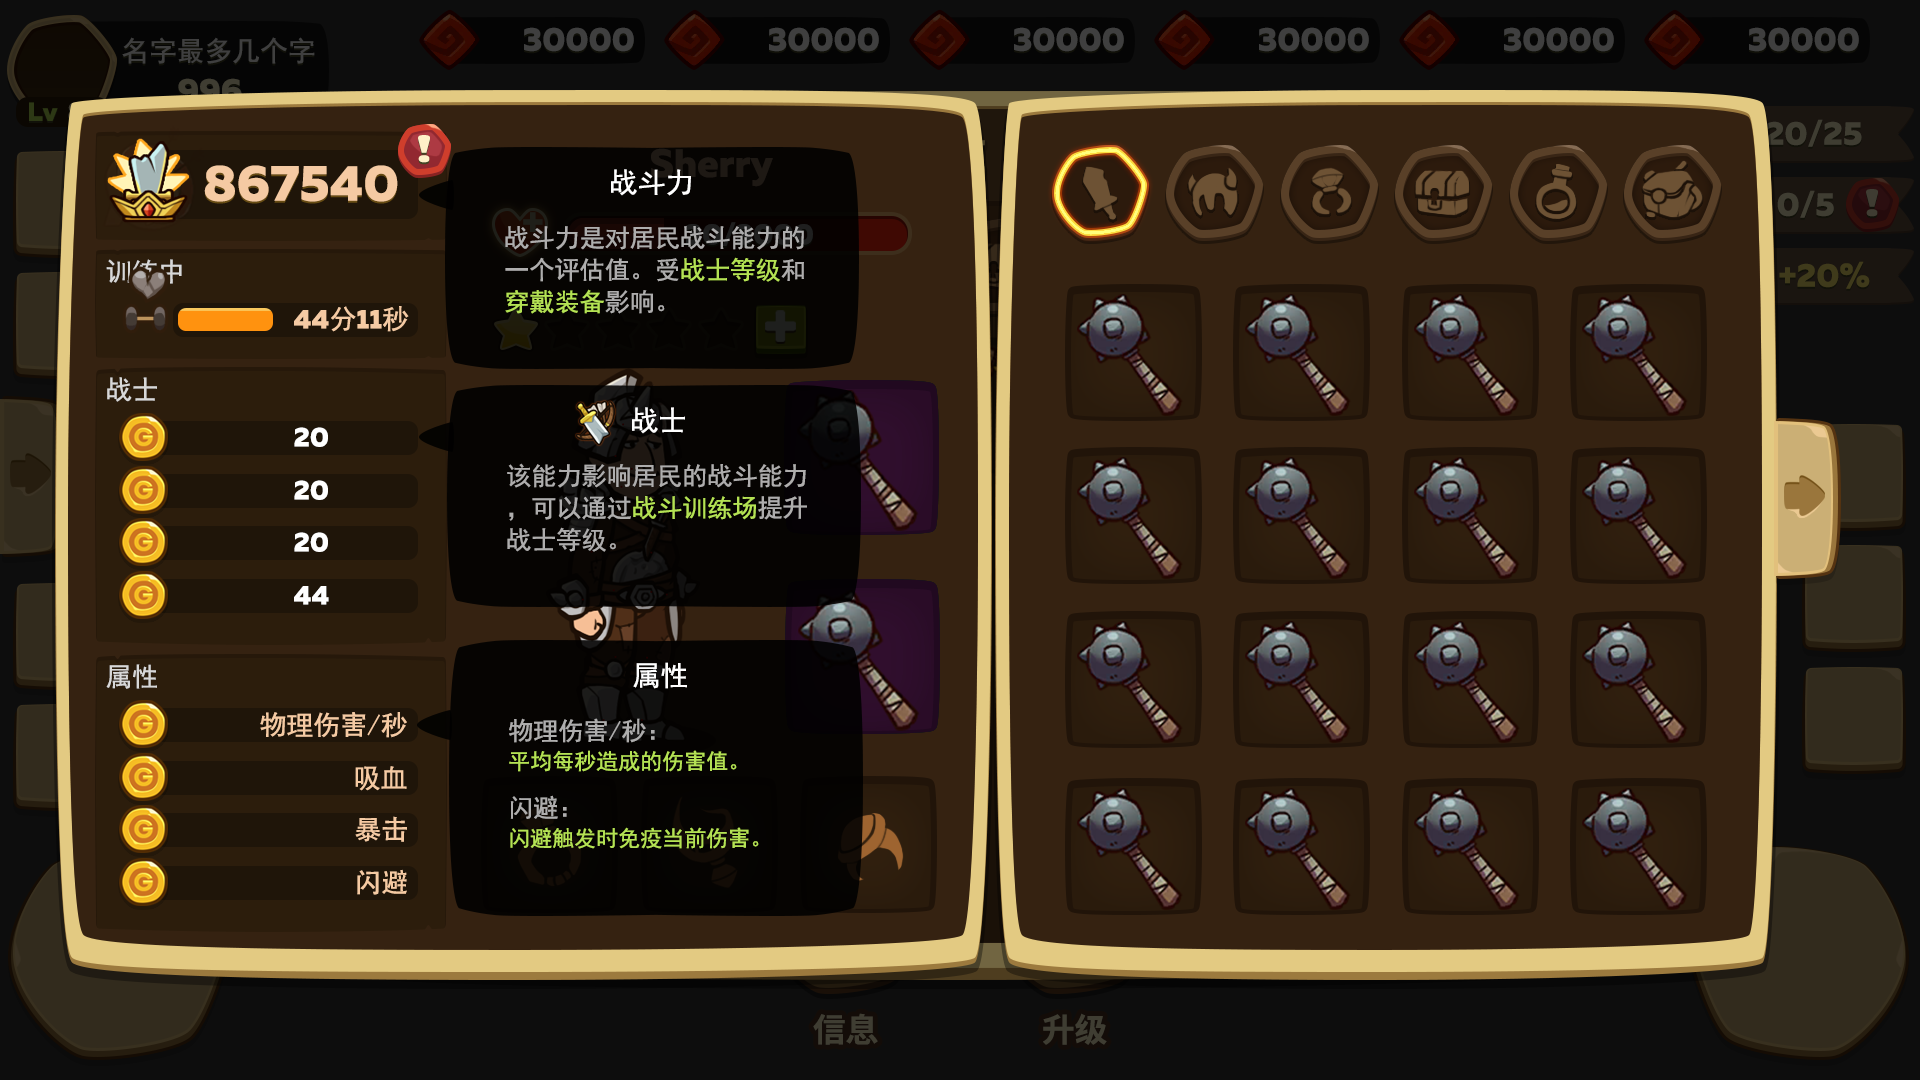 名字最多几个字
996
Lv
30000
30000
30000
30000
30000
30000
20/25
0/5
+20%
867540
训练中
44分11秒
战士
20
20
20
44
属性
物理伤害/秒
吸血
暴击
闪避
Sherry
战斗力
战斗力是对居民战斗能力的
一个评估值。受战士等级和
穿戴装备影响。
战士
该能力影响居民的战斗能力
，可以通过战斗训练场提升
战士等级。
属性
物理伤害/秒：
平均每秒造成的伤害值。
闪避：
闪避触发时免疫当前伤害。
信息
升级